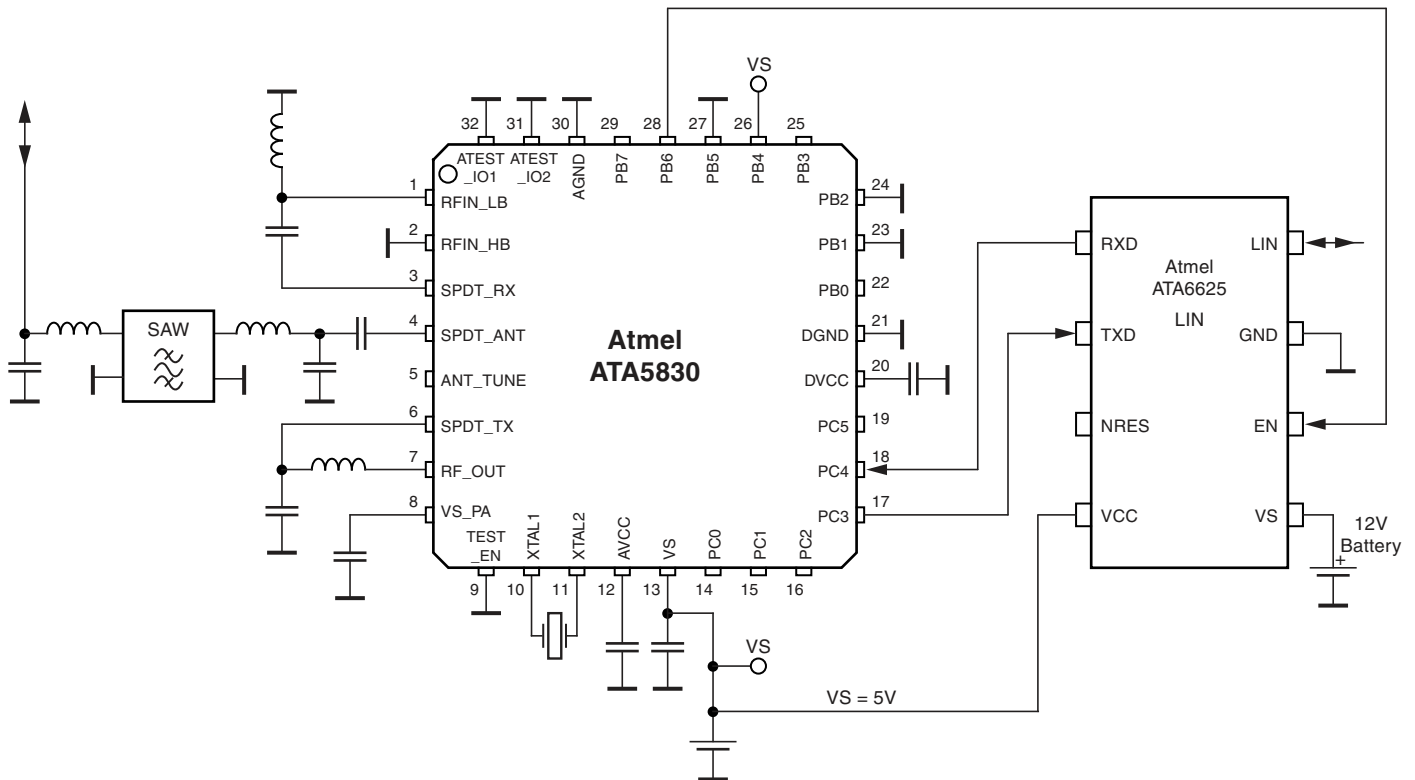 VS
32
31
30
29
28
27
26
25
ATEST
_IO1
ATEST
_IO2
AGND
PB7
PB6
PB5
PB4
PB3
1
RFIN_LB
2
RFIN_HB
3
SPDT_RX
4
SPDT_ANT
5
ANT_TUNE
6
SPDT_TX
7
RF_OUT
8
VS_PA
SAW
Atmel
ATA5830
24
PB2
23
PB1
22
PB0
21
DGND
20
DVCC
19
PC5
18
PC4
17
PC3
TEST
_EN
XTAL1
XTAL2
AVCC
VS
PC0
PC1
PC2
9
10
11
12
13
14
15
16
VS
VS = 5V
RXD
TXD
NRES
VCC
Atmel
ATA6625
LIN
LIN
GND
EN
VS
12V
Battery
+